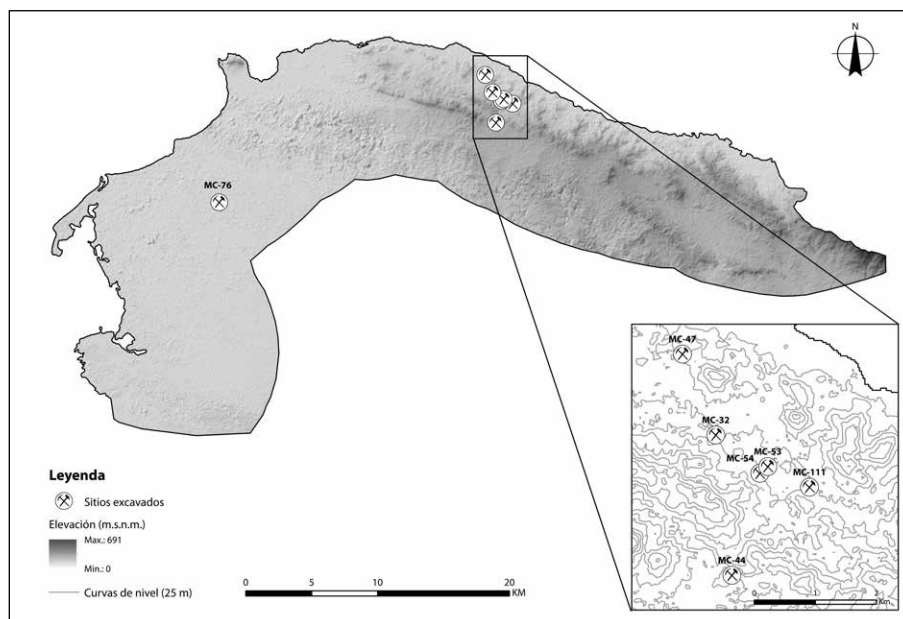 MC-76
MC-47
MC-32
MC-53
MC-54
MC-111
MC-44
0 1 2
Km
Leyenda
Sitios excavados
Elevación (m.s.n.m.)
Max.: 691
Min.: 0
Curvas de nivel (25 m)
0 5 10 20
KM